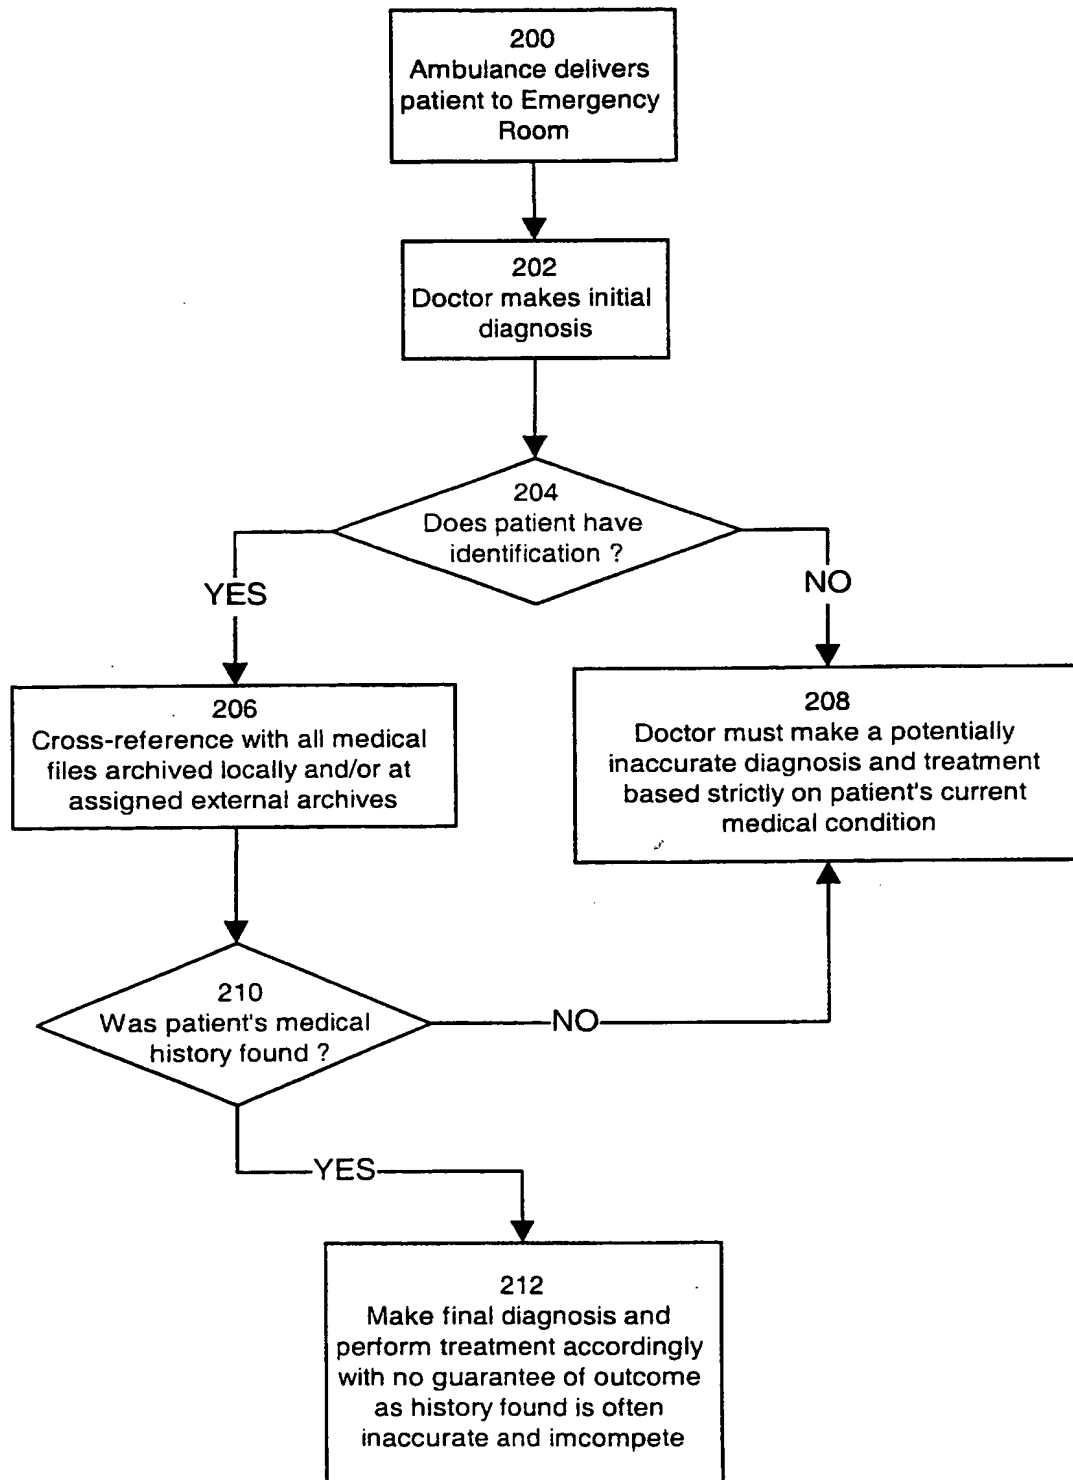 200
Ambulance delivers
patient to Emergency
Room
202
Doctor makes initial
diagnosis
204
Does patient have
identification ?
YES
NO
206
Cross-reference with all medical
files archived locally and/or at
assigned external archives
208
Doctor must make a potentially
inaccurate diagnosis and treatment
based strictly on patient's current
medical condition
210
Was patient's medical
history found ?
NO
YES
212
Make final diagnosis and
perform treatment accordingly
with no guarantee of outcome
as history found is often
inaccurate and imcompete